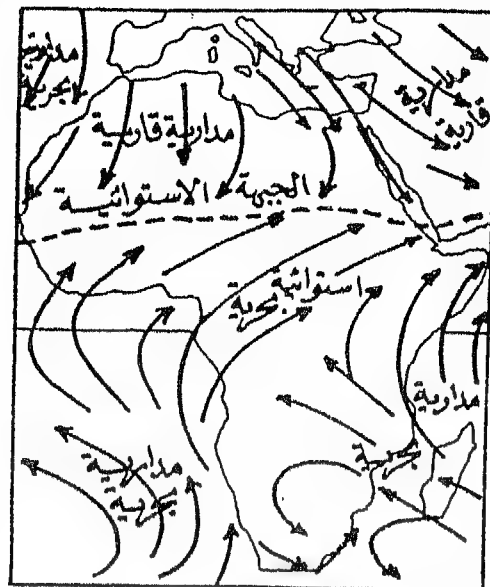 مدارية
بحرية
مدارية قارية
مدارية
قارية
الجبهة الاستوائية
استوائية
بحرية
مدارية
بحرية
مدارية
بحرية